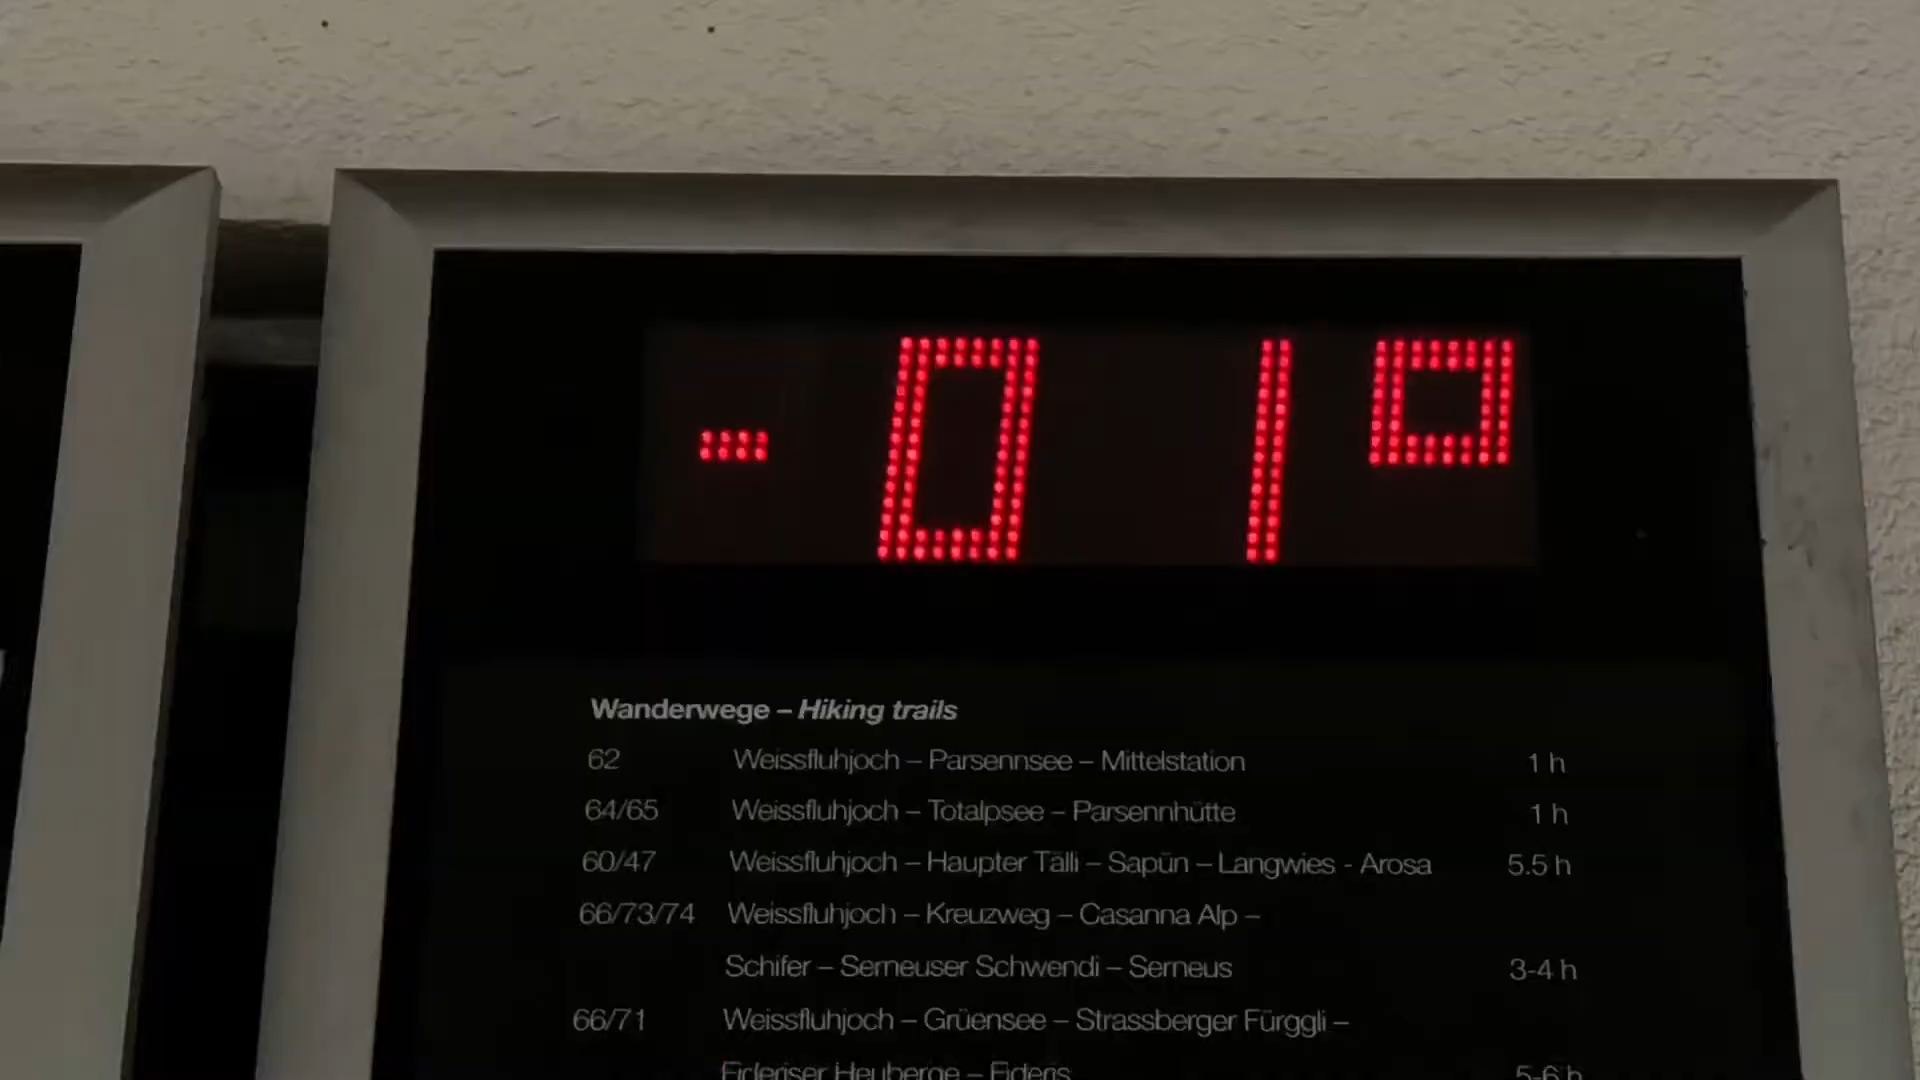 -01°
Wanderwege – Hiking trails
62 Weissfluhjoch – Parsennsee – Mittelstation 1 h
64/65 Weissfluhjoch – Totalpsee – Parsennhütte 1 h
60/47 Weissfluhjoch – Haupter Tälli – Sapün – Langwies - Arosa 5.5 h
66/73/74 Weissfluhjoch – Kreuzweg – Casanna Alp –
Schifer – Serneuser Schwendi – Serneus 3-4 h
66/71 Weissfluhjoch – Grüensee – Strassberger Fürggli –
Fideriser Heuberge – Fideris 5-6 h